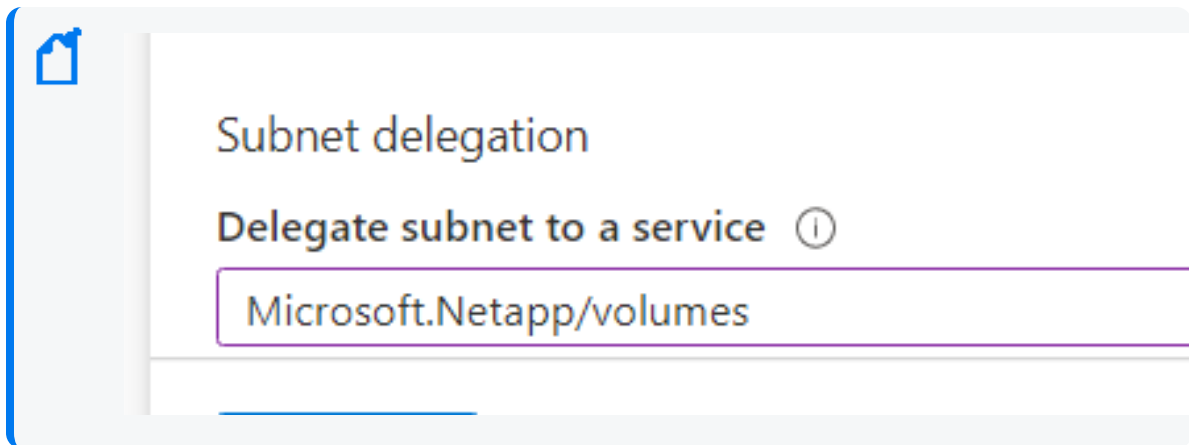 Subnet delegation
Delegate subnet to a service
Microsoft.Netapp/volumes